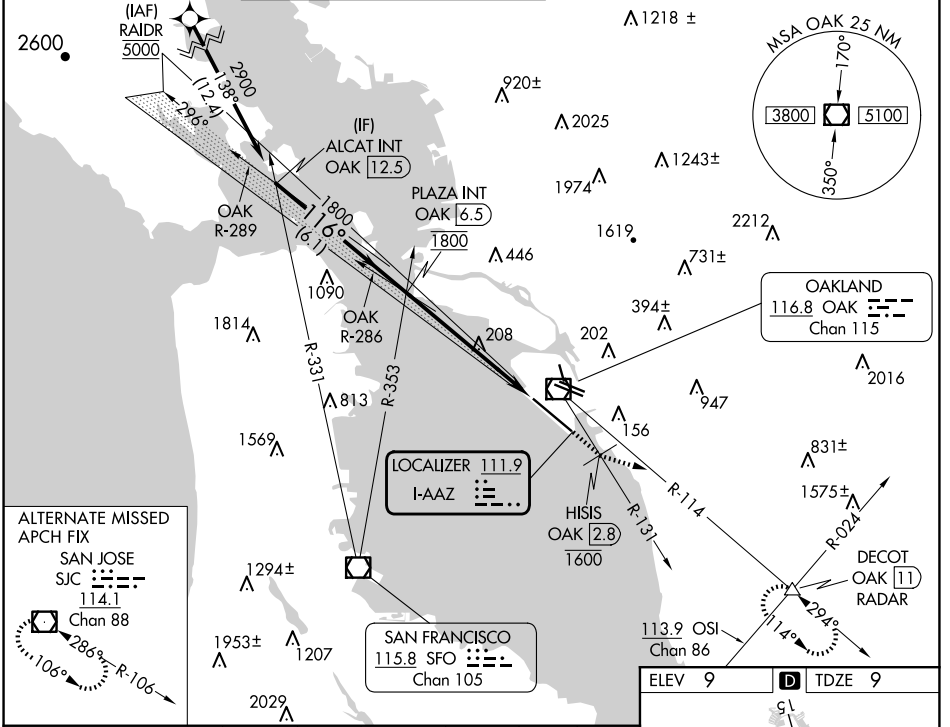 (IAF)
RAIDR
5000
2600
2900
138°
(12.4)
296°
(IF)
ALCAT INT
OAK 12.5
PLAZA INT
OAK 6.5
1800
OAK
R-289
1800
116°
(6.1)
OAK
R-286
1218 ±
920±
2025
1974
1243±
1619
2212
731±
446
394±
202
208
1090
1814
813
1569
R-331
R-353
MSA OAK 25 NM
170°
3800
5100
350°
OAKLAND
116.8 OAK
Chan 115
2016
947
156
831±
1575±
LOCALIZER 111.9
I-AAZ
HISIS
OAK 2.8
1600
R-131
R-114
R-024
DECOT
OAK 11
RADAR
294°
114°
113.9 OSI
Chan 86
ALTERNATE MISSED
APCH FIX
SAN JOSE
SJC
114.1
Chan 88
286°
R-106
106°
1294±
1953±
1207
2029
SAN FRANCISCO
115.8 SFO
Chan 105
ELEV 9
D
TDZE 9
15